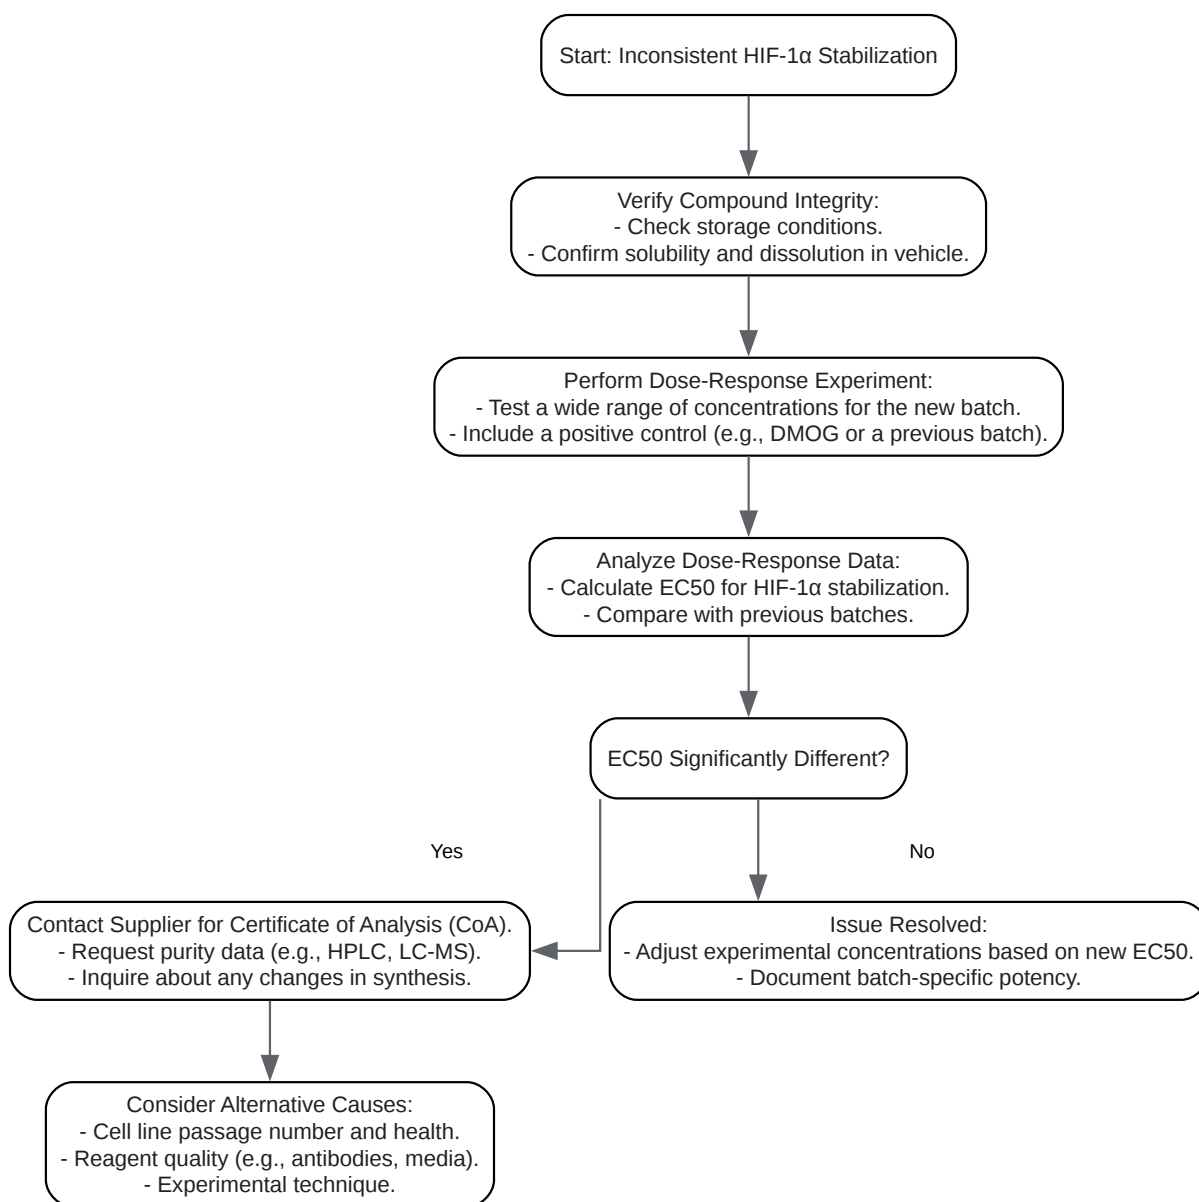 Start: Inconsistent HIF-1α Stabilization
Verify Compound Integrity:
- Check storage conditions.
- Confirm solubility and dissolution in vehicle.
Perform Dose-Response Experiment:
- Test a wide range of concentrations for the new batch.
- Include a positive control (e.g., DMOG or a previous batch).
Analyze Dose-Response Data:
- Calculate EC50 for HIF-1α stabilization.
- Compare with previous batches.
EC50 Significantly Different?
Yes
No
Contact Supplier for Certificate of Analysis (CoA).
- Request purity data (e.g., HPLC, LC-MS).
- Inquire about any changes in synthesis.
Issue Resolved:
- Adjust experimental concentrations based on new EC50.
- Document batch-specific potency.
Consider Alternative Causes:
- Cell line passage number and health.
- Reagent quality (e.g., antibodies, media).
- Experimental technique.